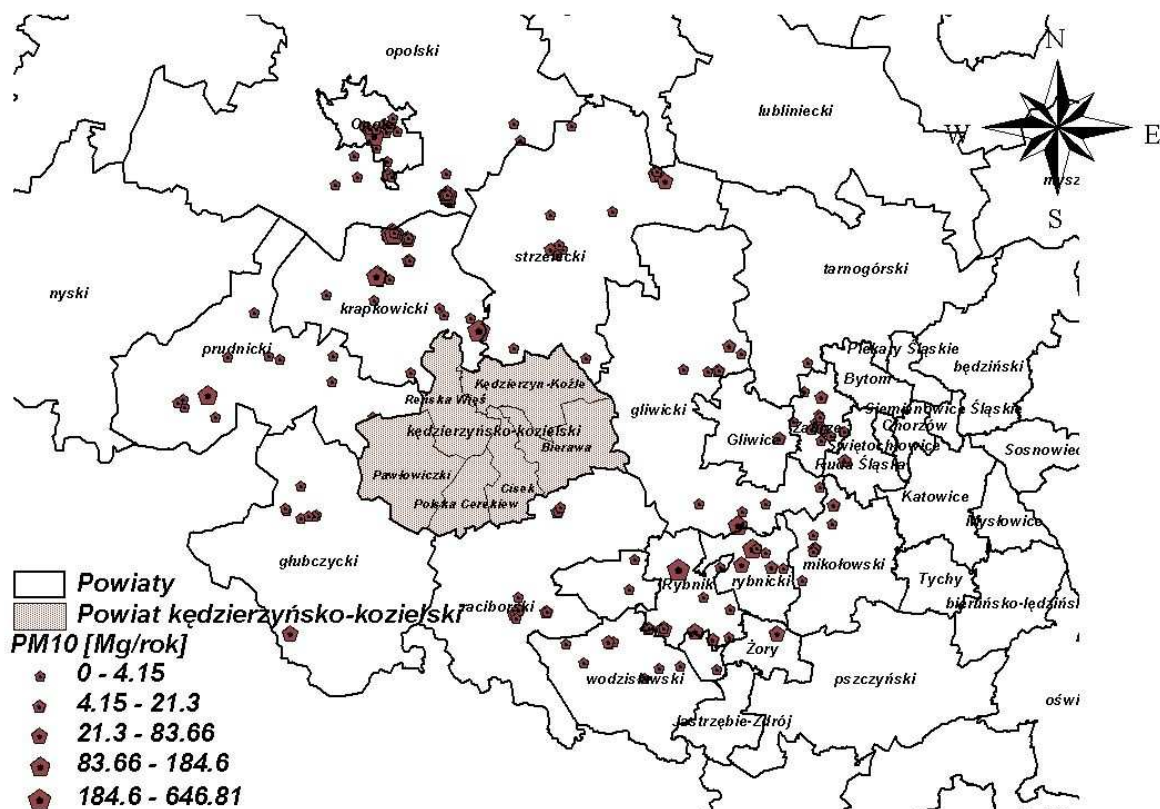 N
opolski
lubliniecki
Opole
W
E
mysz
S
strzelecki
tarnogórski
nyski
krapkowicki
prudnicki
Piekary Śląskie
będziński
Bytom
Kędzierzyn-Koźle
Reńska Wieś
Siemianowice Śląskie
gliwicki
Zabrze
Chorzów
kędzierzyńsko-kozielski
Gliwice
Świętochłowice
Sosnowiec
Bierawa
Ruda Śląska
Pawłowiczki
Cisek
Katowice
Polska Cerekiew
Mysłowice
głubczycki
mikołowski
Rybnik
rybnicki
Tychy
raciborski
bieruńsko-lędzińsk
Żory
wodzisławski
pszczyński
oświ
Jastrzębie-Zdrój
Powiaty
Powiat kędzierzyńsko-kozielski
PM10 [Mg/rok]
0 - 4.15
4.15 - 21.3
21.3 - 83.66
83.66 - 184.6
184.6 - 646.81